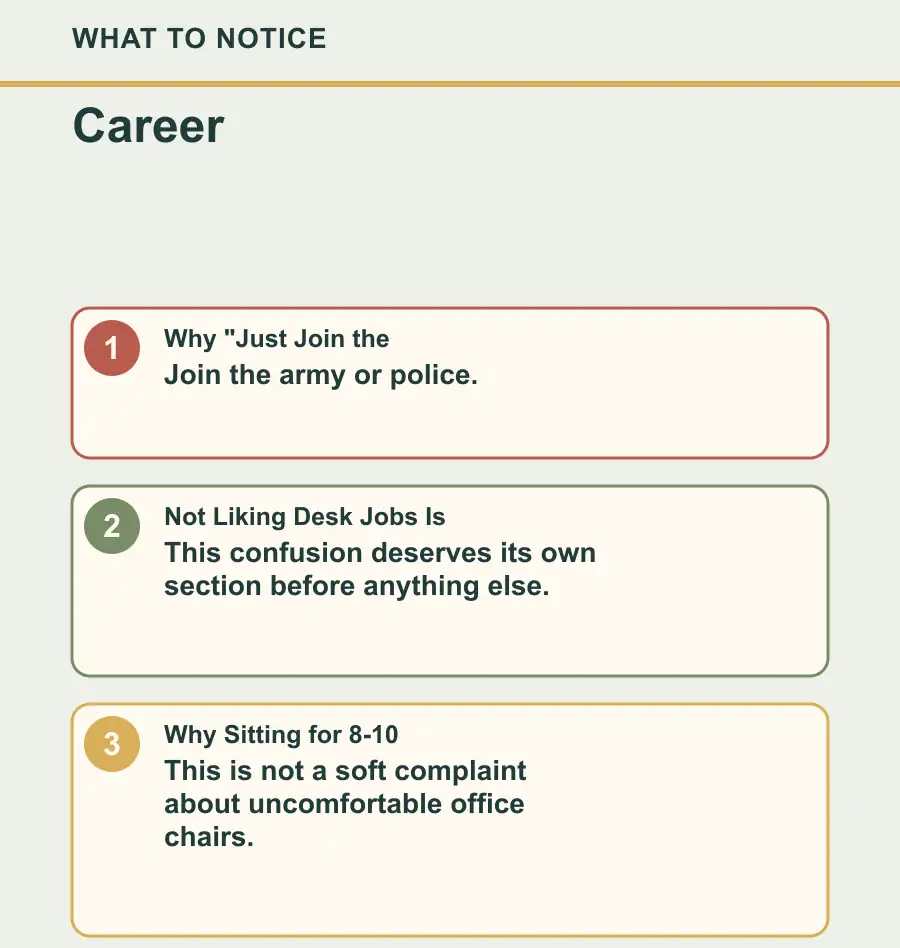 WHAT TO NOTICE
Career
1
Why "Just Join the
Join the army or police.
2
Not Liking Desk Jobs Is
This confusion deserves its own
section before anything else.
3
Why Sitting for 8-10
This is not a soft complaint
about uncomfortable office
chairs.